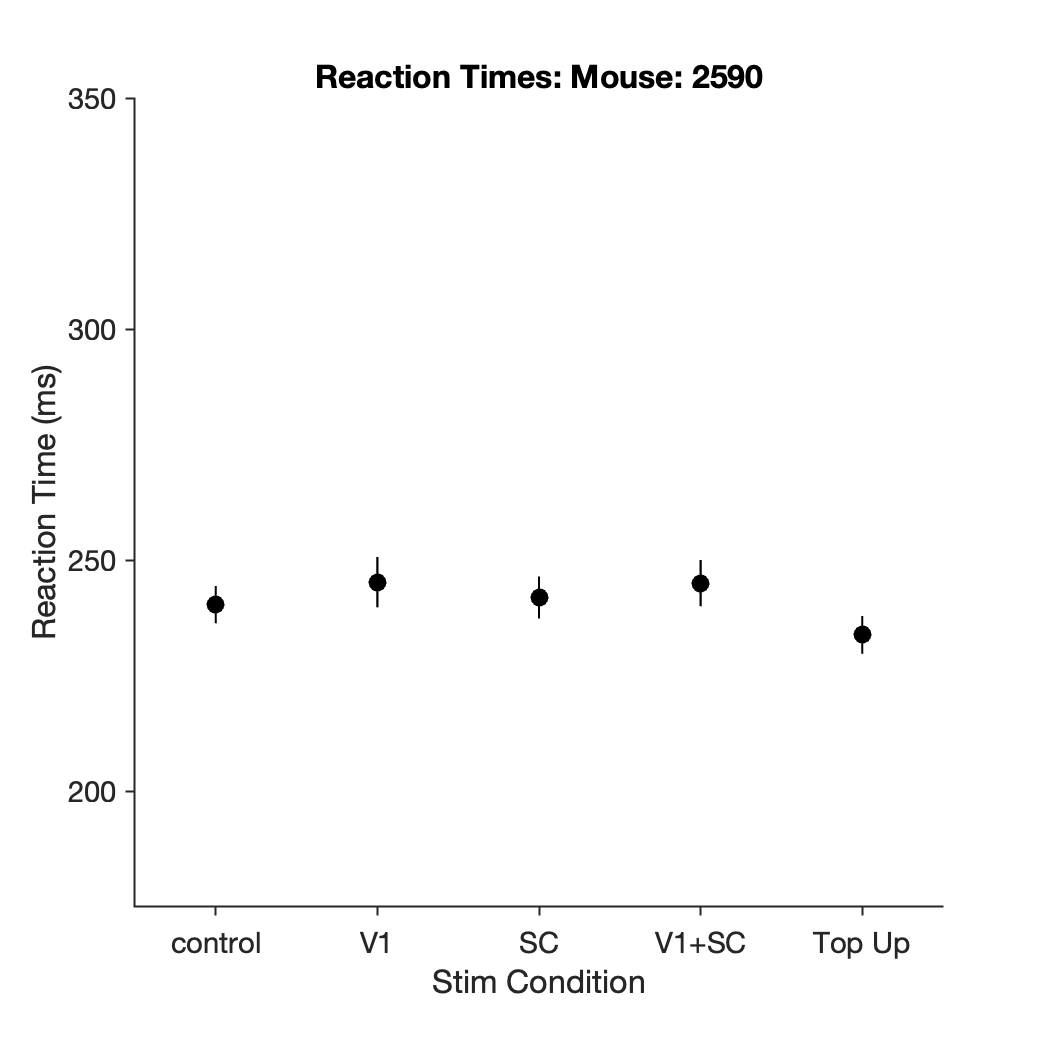 Reaction Times: Mouse: 2590
350
300
250
200
Reaction Time (ms)
control V1 SC V1+SC Top Up
Stim Condition